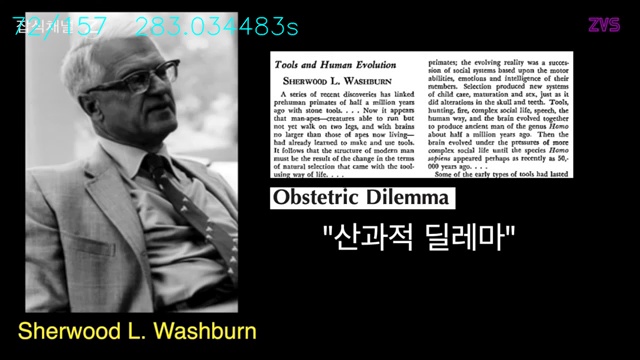 잡식채널
72/157 283.034483s
ZVS
Tools and Human Evolution
SHERWOOD L. WASHBURN
A series of recent discoveries has linked
prehuman primates of half a million years
ago with stone tools. . . . Now it appears
that man-apes—creatures able to run but
not yet walk on two legs, and with brains
no larger than those of apes now living—
had already learned to make and use tools.
It follows that the structure of modern man
must be the result of the change in the terms
of natural selection that came with the tool-
using way of life. . . .
primates; the evolving reality was a succes-
sion of social systems based upon the motor
abilities, emotions and intelligence of their
members. Selection produced new systems
of child care, maturation and sex, just as it
did alterations in the skull and teeth. Tools,
hunting, fire, complex social life, speech, the
human way, and the brain evolved together
to produce ancient man of the genus Homo
about half a million years ago. Then the
brain evolved under the pressures of more
complex social life until the species Homo
sapiens appeared perhaps as recently as 50,-
000 years ago. . . .
Some of the early types of tools had lasted
Obstetric Dilemma
"산과적 딜레마"
Sherwood L. Washburn